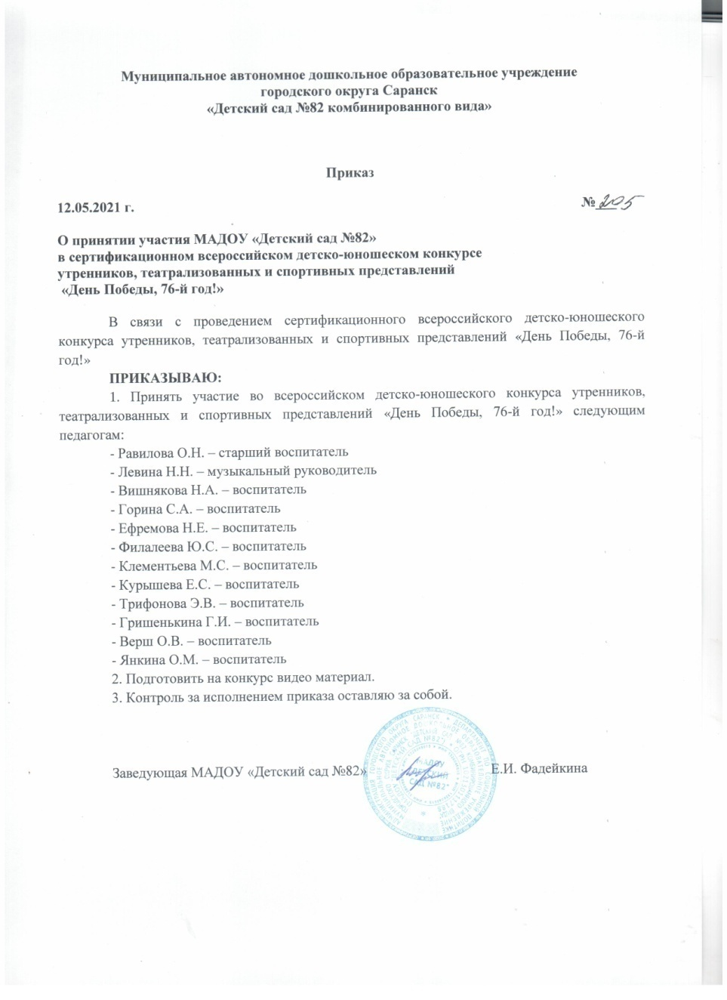 Муниципальное автономное дошкольное образовательное учреждение
городского округа Саранск
«Детский сад №82 комбинированного вида»
Приказ
12.05.2021 г.
№ 205
О принятии участия МАДОУ «Детский сад №82»
в сертификационном всероссийском детско-юношеском конкурсе
утренников, театрализованных и спортивных представлений
«День Победы, 76-й год!»
В связи с проведением сертификационного всероссийского детско-юношеского
конкурса утренников, театрализованных и спортивных представлений «День Победы, 76-й
год!»
ПРИКАЗЫВАЮ:
1. Принять участие во всероссийском детско-юношеского конкурса утренников,
театрализованных и спортивных представлений «День Победы, 76-й год!» следующим
педагогам:
- Равилова О.Н. – старший воспитатель
- Левина Н.Н. – музыкальный руководитель
- Вишнякова Н.А. – воспитатель
- Горина С.А. – воспитатель
- Ефремова Н.Е. – воспитатель
- Филалеева Ю.С. – воспитатель
- Клементьева М.С. – воспитатель
- Курышева Е.С. – воспитатель
- Трифонова Э.В. – воспитатель
- Гришенькина Г.И. – воспитатель
- Верш О.В. – воспитатель
- Янкина О.М. – воспитатель
2. Подготовить на конкурс видео материал.
3. Контроль за исполнением приказа оставляю за собой.
Заведующая МАДОУ «Детский сад №82»
Е.И. Фадейкина
МАДОУ
"ДЕТСКИЙ
САД №82"